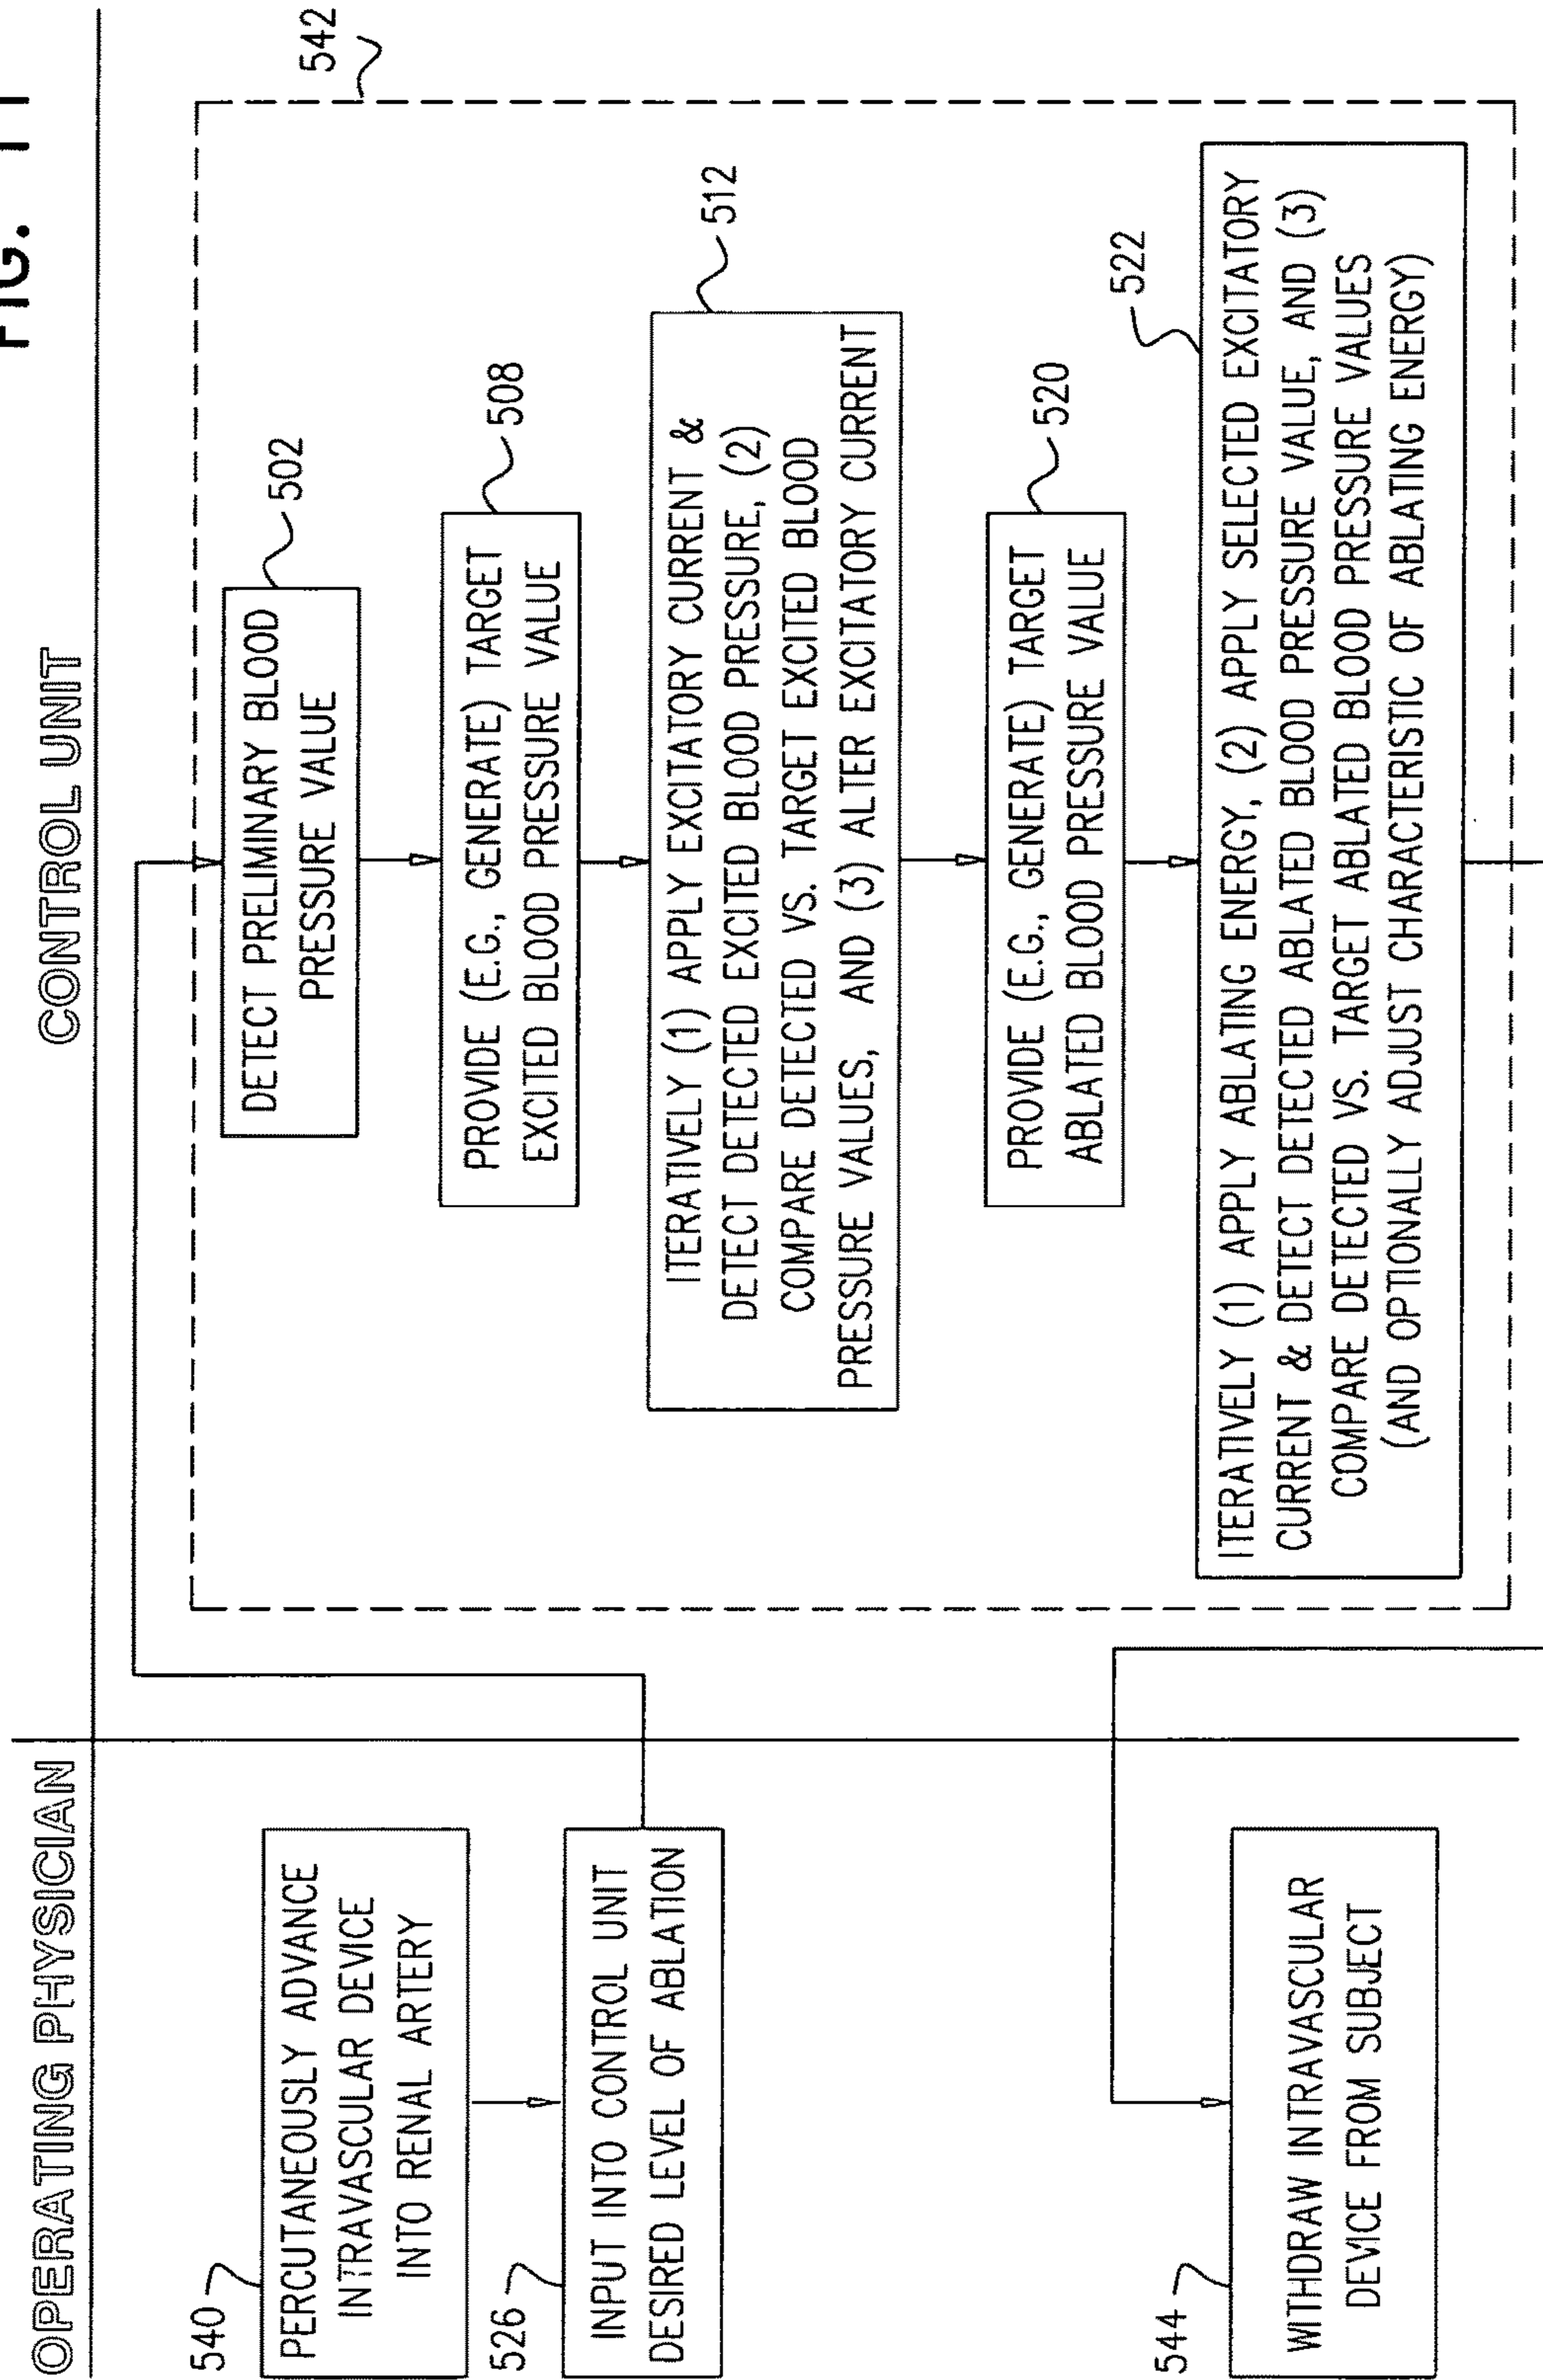 FIG. 11
OPERATING PHYSICIAN
CONTROL UNIT
540
PERCUTANEOUSLY ADVANCE
INTRAVASCULAR DEVICE
INTO RENAL ARTERY
526
INPUT INTO CONTROL UNIT
DESIRED LEVEL OF ABLATION
542
DETECT PRELIMINARY BLOOD
PRESSURE VALUE
502
PROVIDE (E.G., GENERATE) TARGET
EXCITED BLOOD PRESSURE VALUE
508
ITERATIVELY (1) APPLY EXCITATORY CURRENT &
DETECT DETECTED EXCITED BLOOD PRESSURE, (2)
COMPARE DETECTED VS. TARGET EXCITED BLOOD
PRESSURE VALUES, AND (3) ALTER EXCITATORY CURRENT
512
PROVIDE (E.G., GENERATE) TARGET
ABLATED BLOOD PRESSURE VALUE
520
ITERATIVELY (1) APPLY ABLATING ENERGY, (2) APPLY SELECTED EXCITATORY
CURRENT & DETECT DETECTED ABLATED BLOOD PRESSURE VALUE, AND (3)
COMPARE DETECTED VS. TARGET ABLATED BLOOD PRESSURE VALUES
(AND OPTIONALLY ADJUST CHARACTERISTIC OF ABLATING ENERGY)
522
544
WITHDRAW INTRAVASCULAR
DEVICE FROM SUBJECT